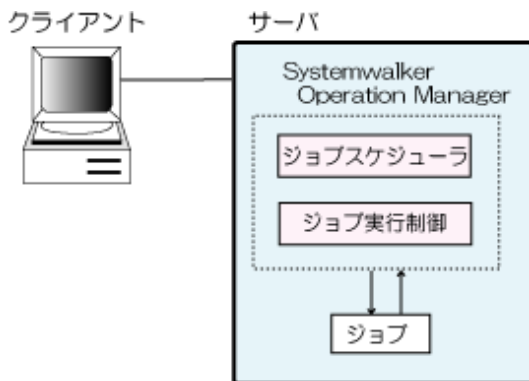 クライアント
サーバ
Systemwalker
Operation Manager
ジョブスケジューラ
ジョブ実行制御
ジョブ